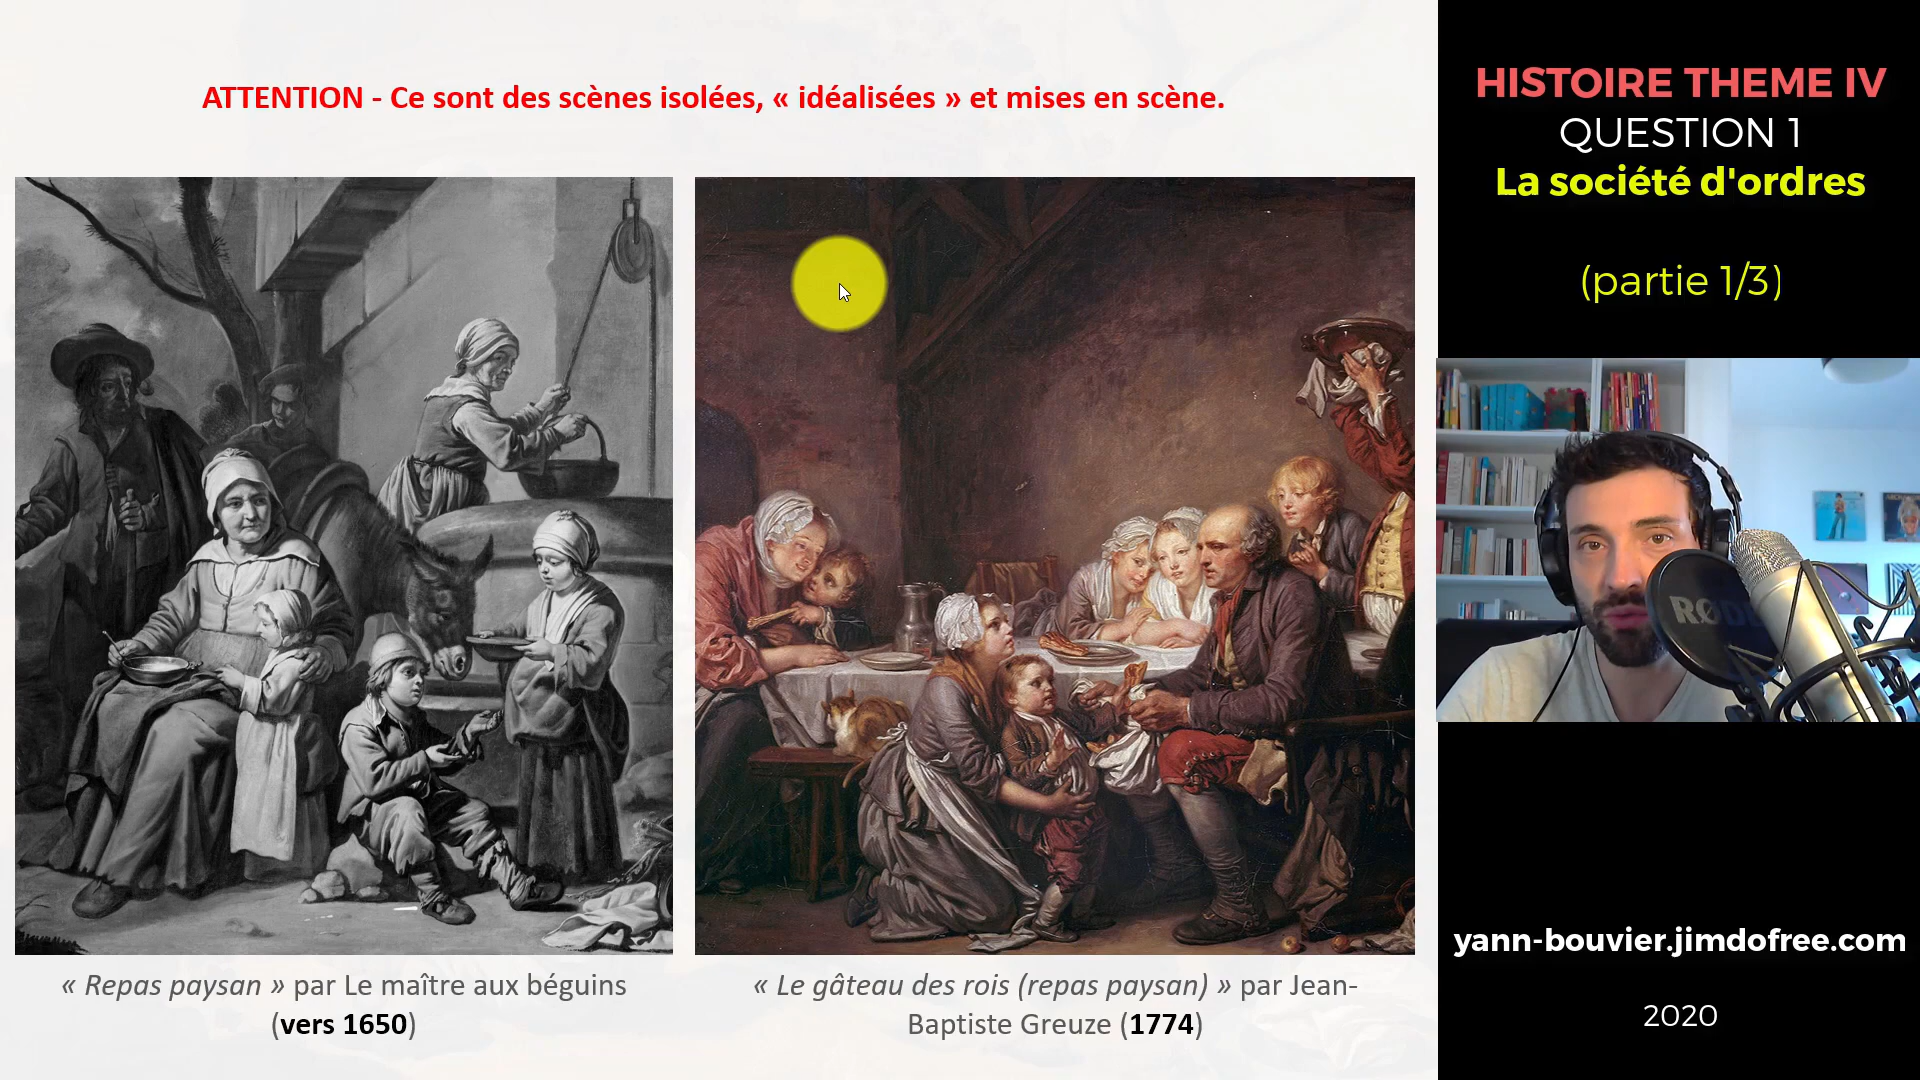 ATTENTION - Ce sont des scènes isolées, « idéalisées » et mises en scène.
« Repas paysan » par Le maître aux béguins
(vers 1650)
« Le gâteau des rois (repas paysan) » par Jean-
Baptiste Greuze (1774)
HISTOIRE THEME IV
QUESTION 1
La société d'ordres
(partie 1/3)
RØDE
yann-bouvier.jimdofree.com
2020